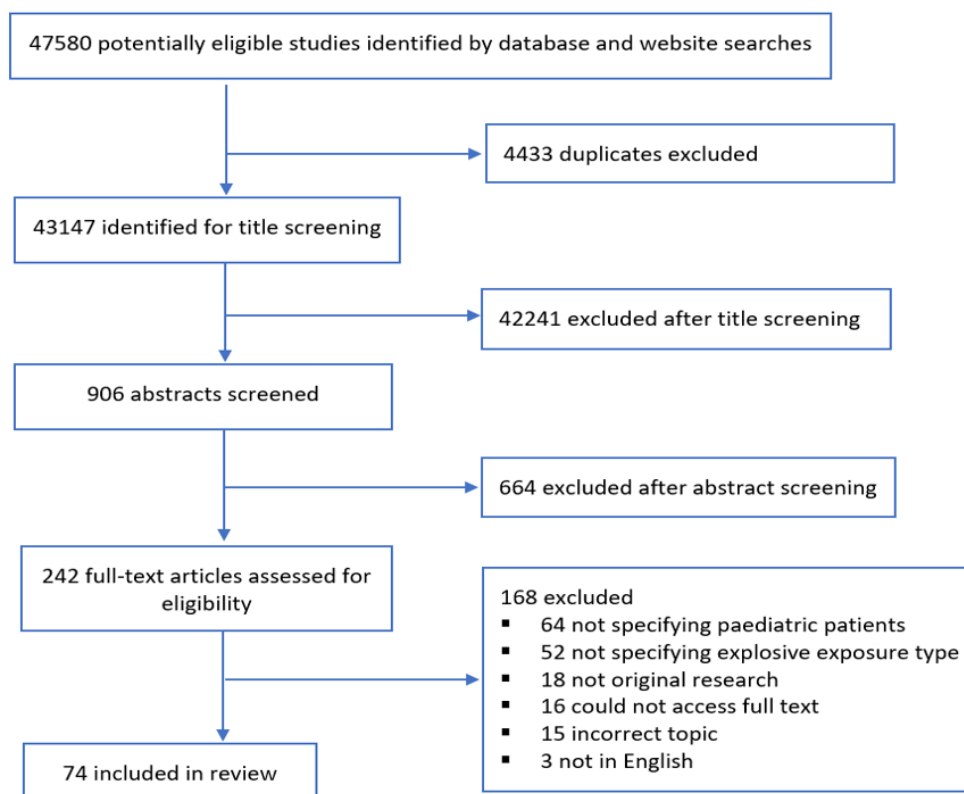 47580 potentially eligible studies identified by database and website searches
4433 duplicates excluded
43147 identified for title screening
42241 excluded after title screening
906 abstracts screened
664 excluded after abstract screening
242 full-text articles assessed for
eligibility
168 excluded
▪ 64 not specifying paediatric patients
▪ 52 not specifying explosive exposure type
▪ 18 not original research
▪ 16 could not access full text
▪ 15 incorrect topic
▪ 3 not in English
74 included in review